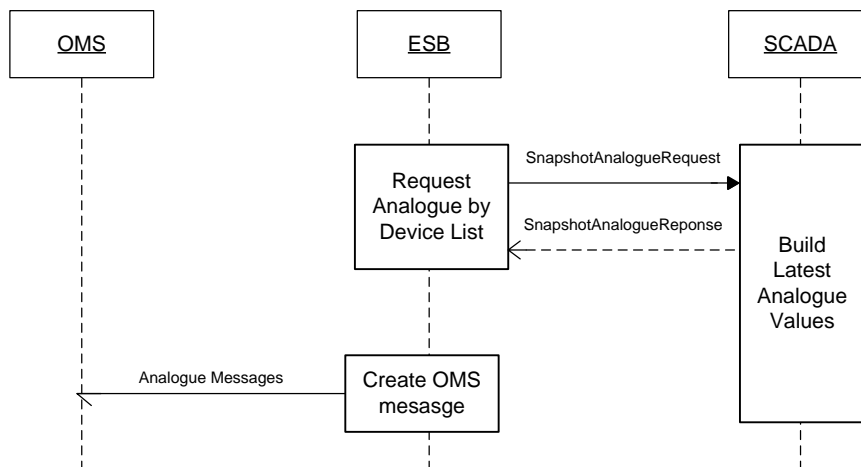 OMS
ESB
SCADA
SnapshotAnalogueRequest
Request
Analogue by
Device List
SnapshotAnalogueReponse
Build
Latest
Analogue
Values
Analogue Messages
Create OMS
mesasge